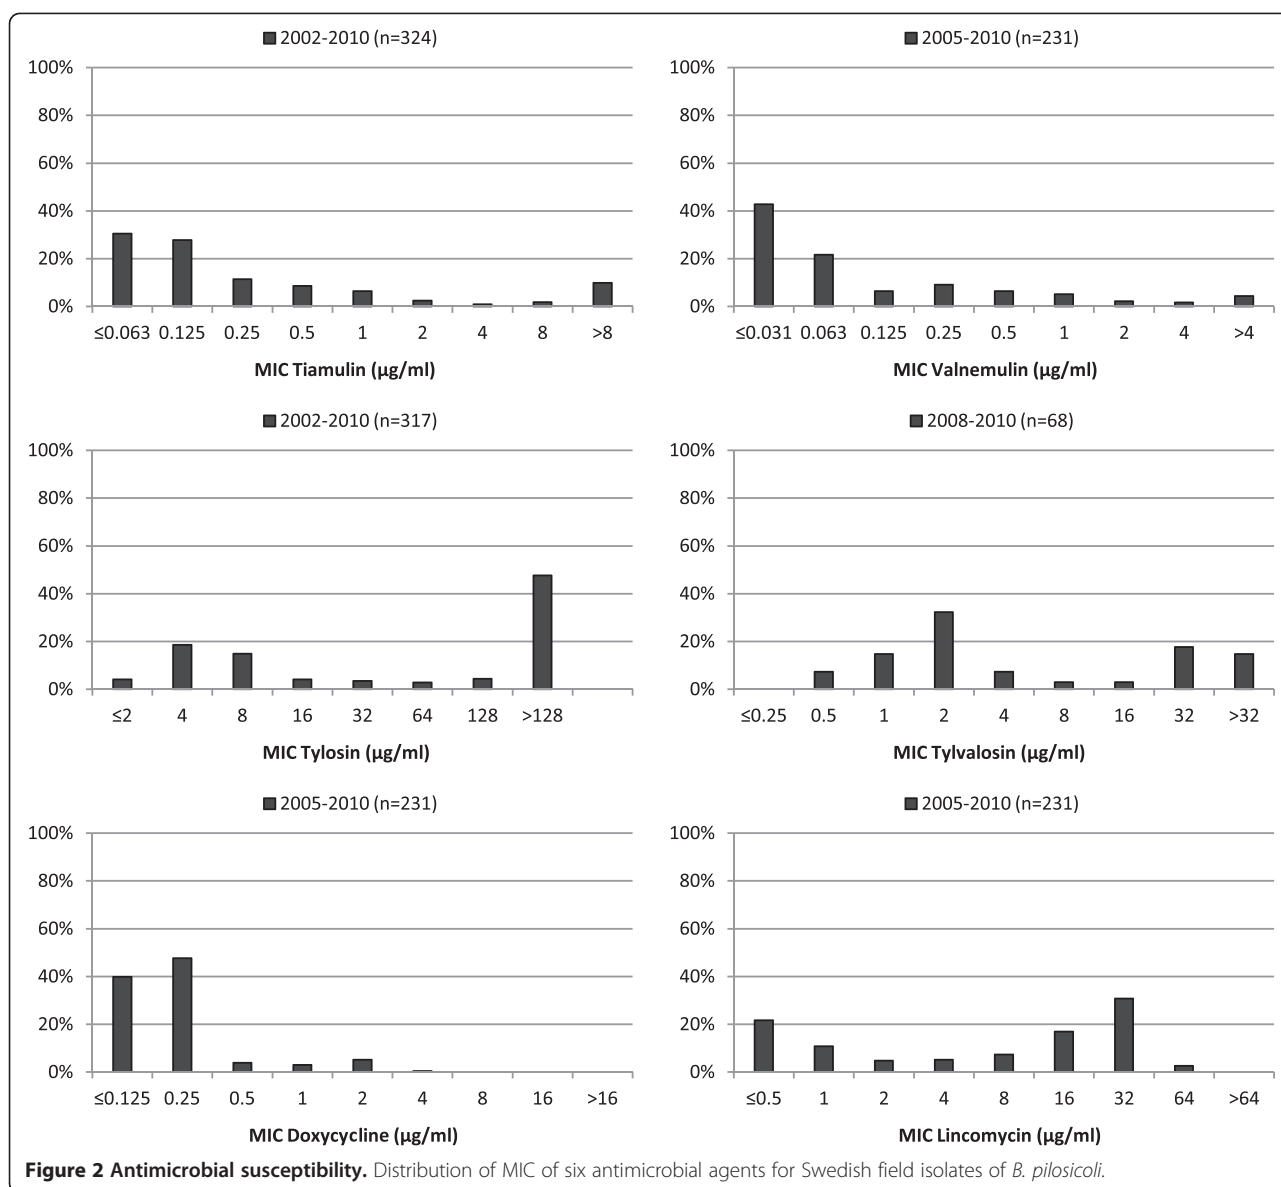 2002-2010 (n=324)
100%
80%
60%
40%
20%
0%
≤0.063 0.125 0.25 0.5 1 2 4 8 >8
MIC Tiamulin (µg/ml)
2005-2010 (n=231)
100%
80%
60%
40%
20%
0%
≤0.031 0.063 0.125 0.25 0.5 1 2 4 >4
MIC Valnemulin (µg/ml)
2002-2010 (n=317)
100%
80%
60%
40%
20%
0%
≤2 4 8 16 32 64 128 >128
MIC Tylosin (µg/ml)
2008-2010 (n=68)
100%
80%
60%
40%
20%
0%
≤0.25 0.5 1 2 4 8 16 32 >32
MIC Tylvalosin (µg/ml)
2005-2010 (n=231)
100%
80%
60%
40%
20%
0%
≤0.125 0.25 0.5 1 2 4 8 16 >16
MIC Doxycycline (µg/ml)
2005-2010 (n=231)
100%
80%
60%
40%
20%
0%
≤0.5 1 2 4 8 16 32 64 >64
MIC Lincomycin (µg/ml)
Figure 2 Antimicrobial susceptibility. Distribution of MIC of six antimicrobial agents for Swedish field isolates of B. pilosicoli.